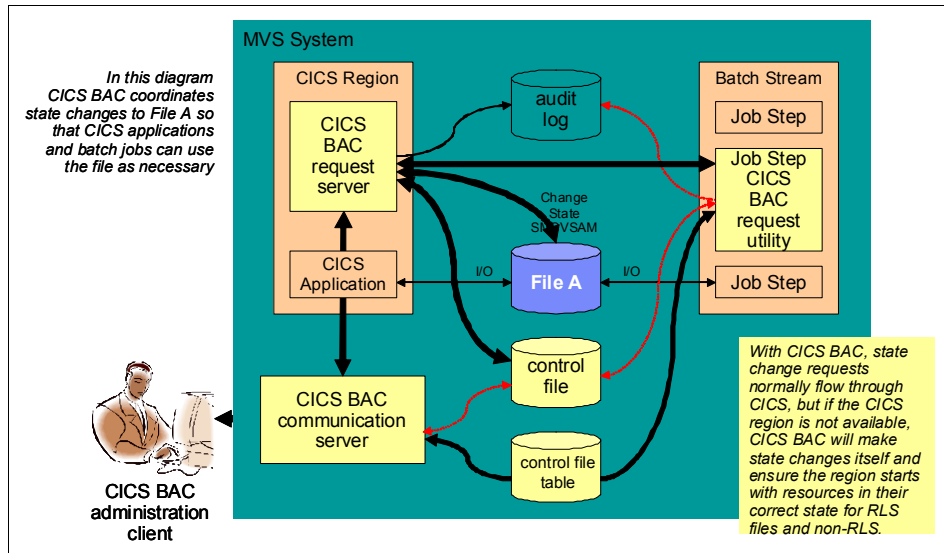 MVS System
In this diagram
CICS BAC coordinates
state changes to File A so
that CICS applications
and batch jobs can use
the file as necessary
CICS Region
CICS
BAC
request
server
CICS
Application
audit
log
Change
State
I/O
File A
I/O
control
file
control file
table
Batch Stream
Job Step
Job Step
CICS
BAC
request
utility
Job Step
CICS BAC
communication
server
CICS BAC
administration
client
With CICS BAC, state
change requests
normally flow through
CICS, but if the CICS
region is not available,
CICS BAC will make
state changes itself and
ensure the region starts
with resources in their
correct state for RLS
files and non-RLS.